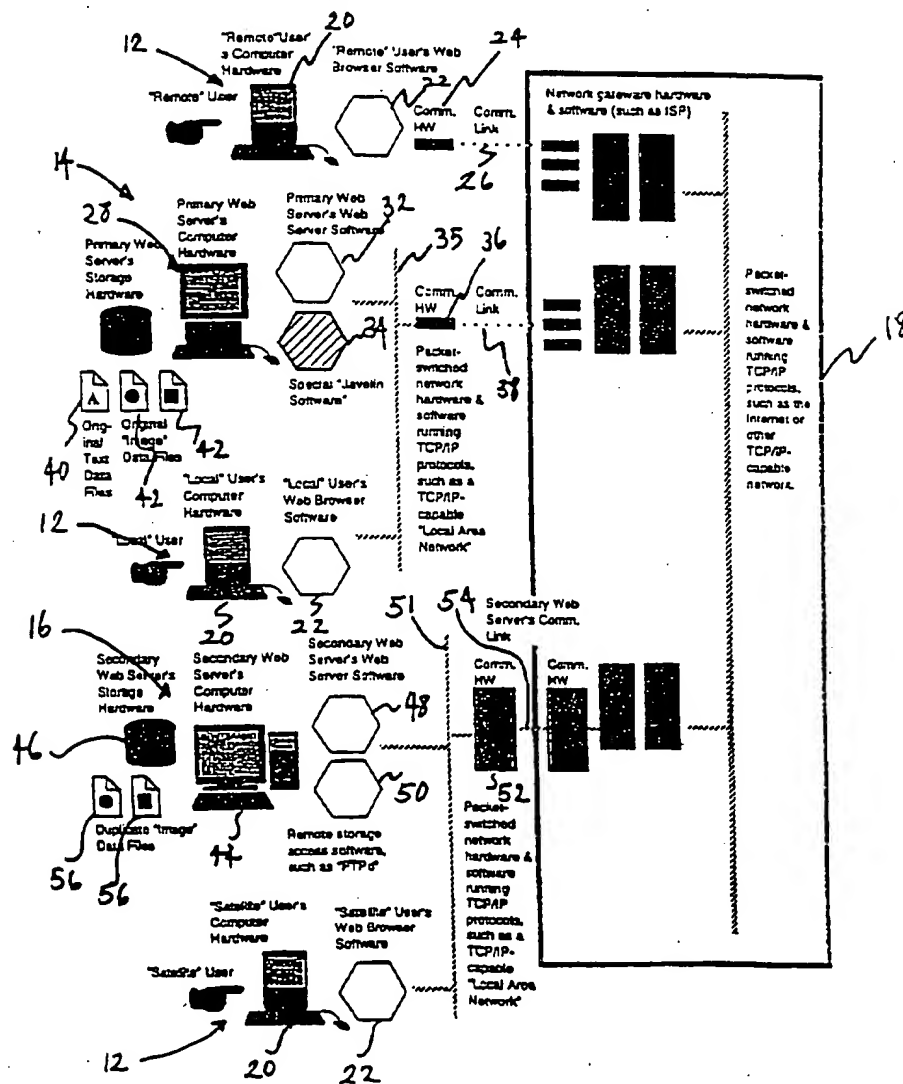 20
12
"Remote" User's Computer Hardware
"Remote" User's Web Browser Software
22
24
"Remote" User
Comm. HW
Comm. Link
26
Network gateware hardware & software (such as ISP)
14
28
Primary Web Server's Storage Hardware
Primary Web Server's Computer Hardware
Primary Web Server's Web Server Software
32
35
36
Comm. HW
Comm. Link
34
38
Special "Javelin Software"
Packet-switched network hardware & software running TCP/IP protocols, such as the Internet or other TCP/IP-capable network.
18
A
40
Original Text Data Files
Original "Image" Data Files
42
42
Packet-switched network hardware & software running TCP/IP protocols, such as a TCP/IP-capable "Local Area Network"
"Local" User's Computer Hardware
"Local" User's Web Browser Software
12
"Local" User
20
22
51
54
Secondary Web Server's Comm. Link
16
Secondary Web Server's Storage Hardware
Secondary Web Server's Computer Hardware
Secondary Web Server's Web Server Software
Comm. HW
Comm. HW
48
46
50
52
56
56
Duplicate "Image" Data Files
44
Remote storage access software, such as "FTPd"
Packet-switched network hardware & software running TCP/IP protocols, such as a TCP/IP-capable "Local Area Network"
"Satellite" User's Computer Hardware
"Satellite" User's Web Browser Software
"Satellite" User
12
20
22